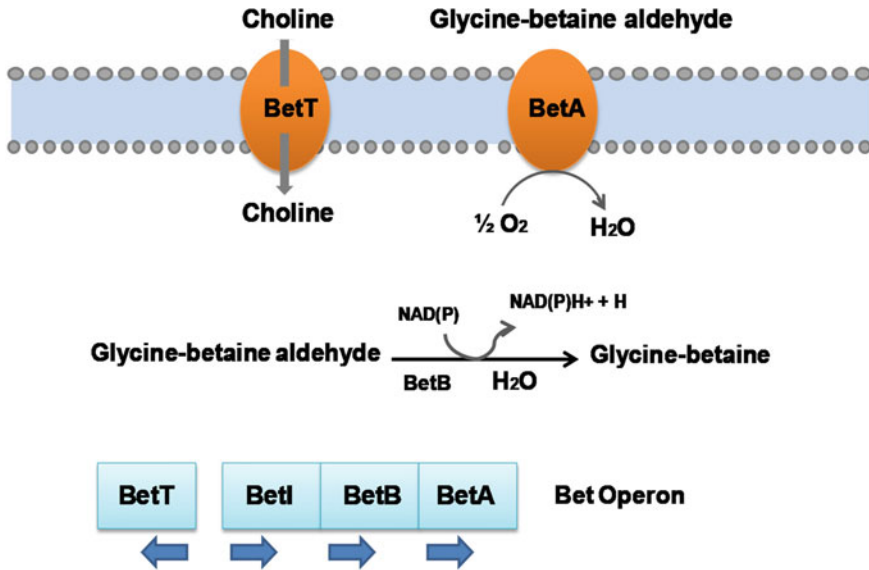 Choline Glycine-betaine aldehyde
BetT BetA
Choline ½ O2 H2O
NAD(P) NAD(P)H+ + H
Glycine-betaine aldehyde Glycine-betaine
BetB H2O
BetT BetI BetB BetA Bet Operon